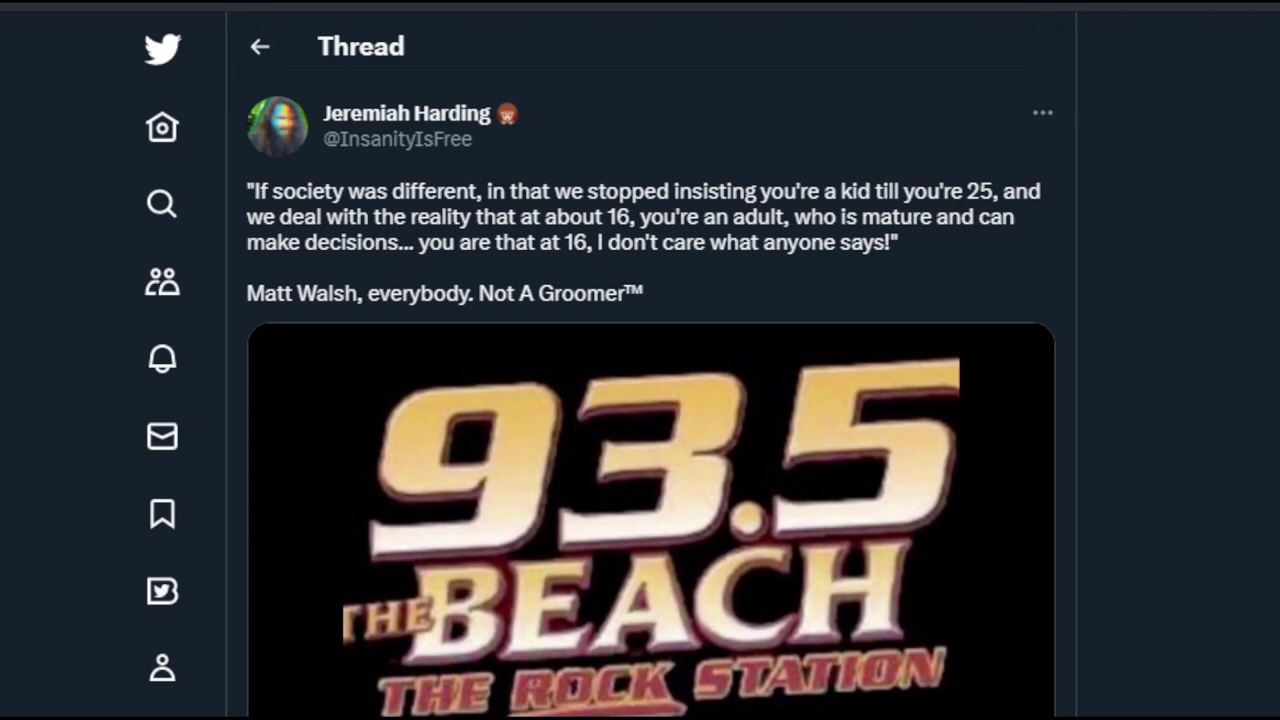 Thread
Jeremiah Harding
@InsanityIsFree
"If society was different, in that we stopped insisting you're a kid till you're 25, and
we deal with the reality that at about 16, you're an adult, who is mature and can
make decisions... you are that at 16, I don't care what anyone says!"
Matt Walsh, everybody. Not A Groomer™
93.5
THE BEACH
THE ROCK STATION